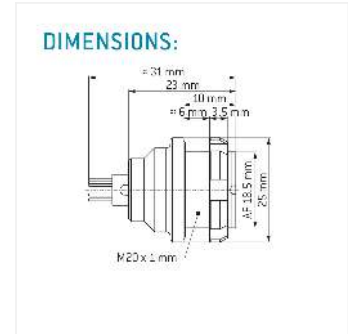 DIMENSIONS:
≈ 31 mm
23 mm
10 mm
≈ 6 mm 3,5 mm
AF 18,5 mm
25 mm
M20 x 1 mm